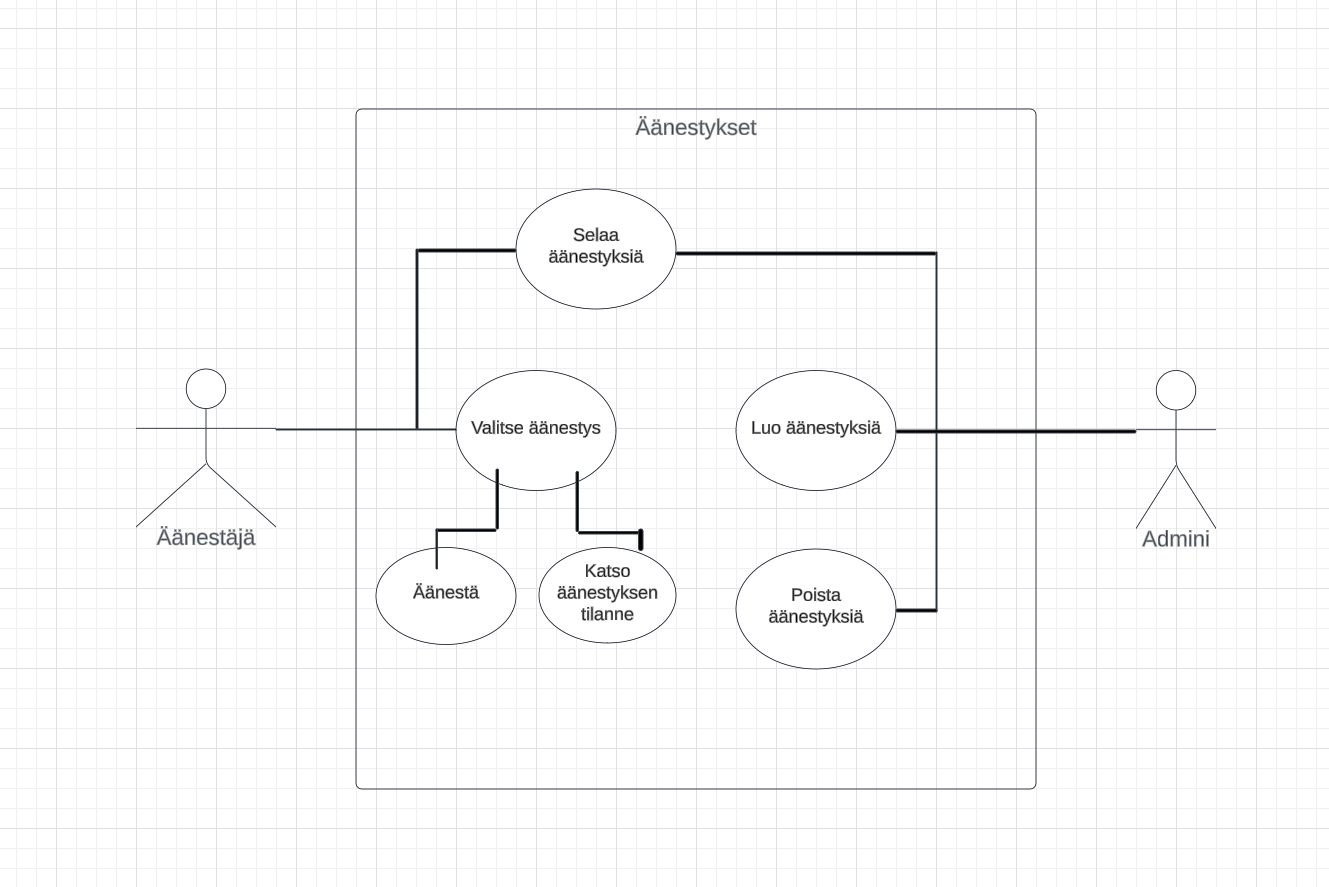 Äänestykset
Selaa
äänestyksiä
Valitse äänestys
Luo äänestyksiä
Äänestäjä
Admini
Äänestä
Katso
äänestyksen
tilanne
Poista
äänestyksiä